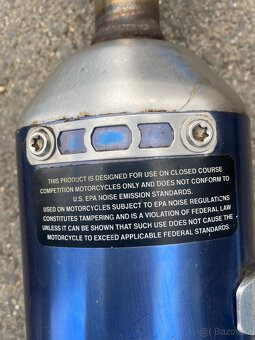 THIS PRODUCT IS DESIGNED FOR USE ON CLOSED COURSE
COMPETITION MOTORCYCLES ONLY AND DOES NOT CONFORM TO
U.S. EPA NOISE EMISSION STANDARDS.
USED ON MOTORCYCLES SUBJECT TO EPA NOISE REGULATIONS
CONSTITUTES TAMPERING AND IS A VIOLATION OF FEDERAL LAW
UNLESS IT CAN BE SHOWN THAT SUCH USE DOES NOT CAUSE THE
MOTORCYCLE TO EXCEED APPLICABLE FEDERAL STANDARDS.